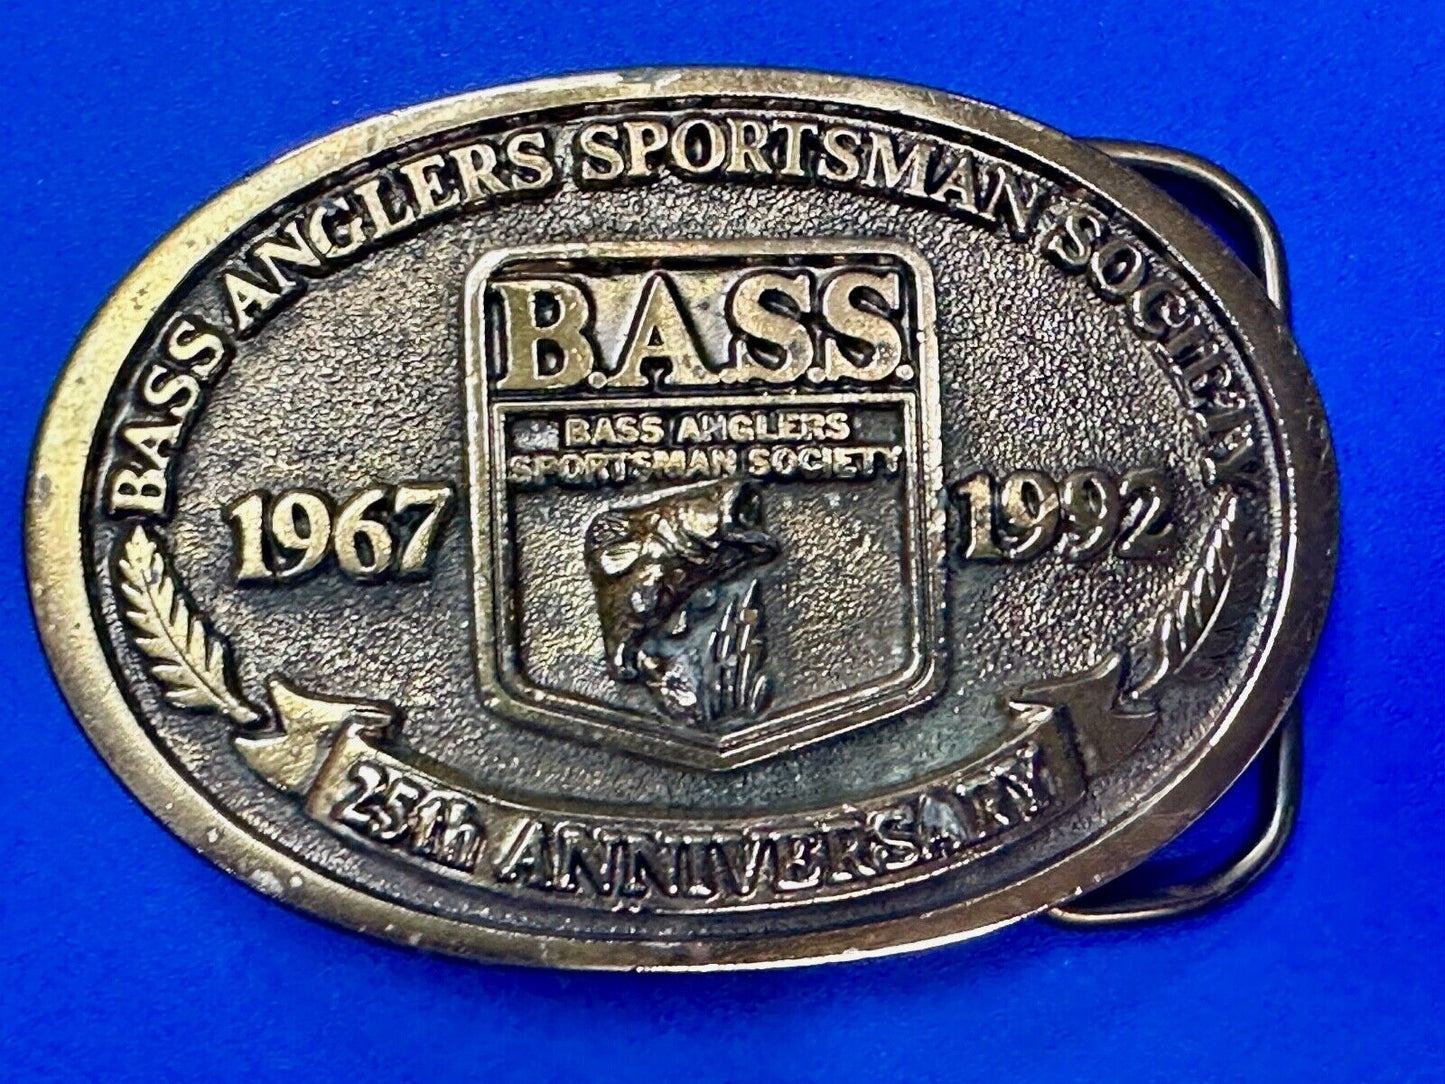 BASS ANGLERS SPORTSMAN SOCIETY
B.A.S.S.
BASS ANGLERS
SPORTSMAN SOCIETY
1967
1992
25th ANNIVERSARY